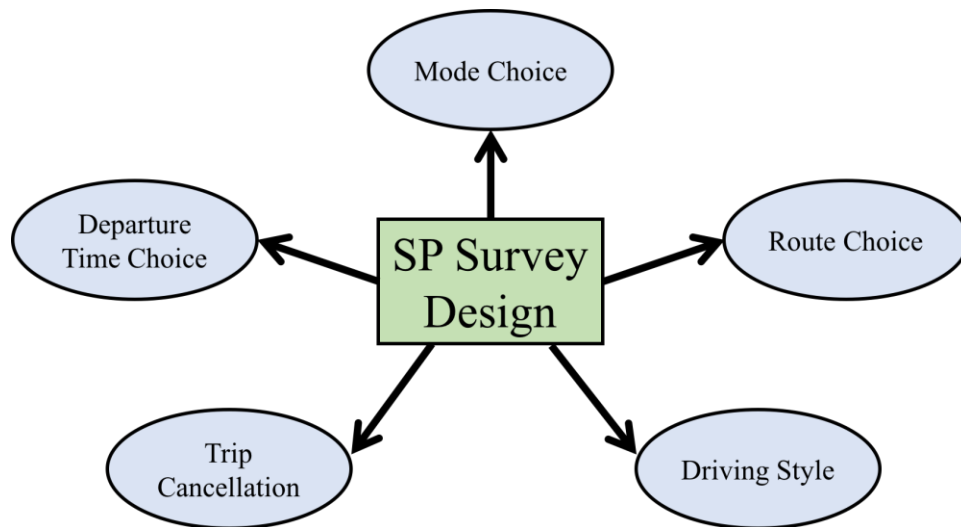 Mode Choice
Departure
Time Choice
SP Survey
Design
Route Choice
Trip
Cancellation
Driving Style